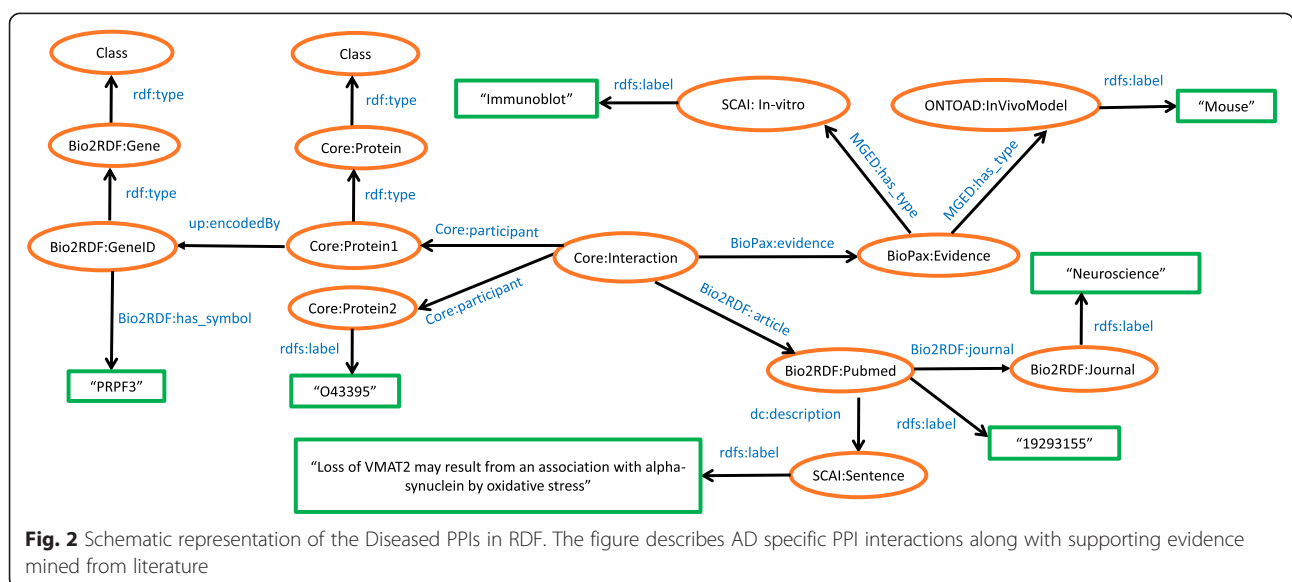 Class
Class
rdfs:label
rdfs:label
"Immunoblot"
SCAI: In-vitro
ONTOAD:InVivoModel
"Mouse"
rdf:type
rdf:type
Bio2RDF:Gene
Core:Protein
MGED:has_type
MGED:has_type
rdf:type
rdf:type
up:encodedBy
Bio2RDF:GeneID
Core:Protein1
Core:participant
Core:Interaction
BioPax:evidence
BioPax:Evidence
Core:Protein2
Core:participant
Bio2RDF:article
"Neuroscience"
Bio2RDF:has_symbol
rdfs:label
rdfs:label
"PRPF3"
"O43395"
Bio2RDF:Pubmed
Bio2RDF:journal
Bio2RDF:Journal
dc:description
rdfs:label
"19293155"
"Loss of VMAT2 may result from an association with alpha-
synuclein by oxidative stress"
rdfs:label
SCAI:Sentence
Fig. 2 Schematic representation of the Diseased PPIs in RDF. The figure describes AD specific PPI interactions along with supporting evidence
mined from literature